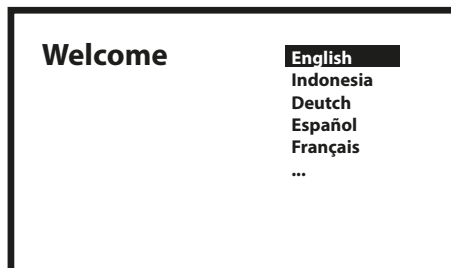 Welcome
English
Indonesia
Deutch
Español
Français
...